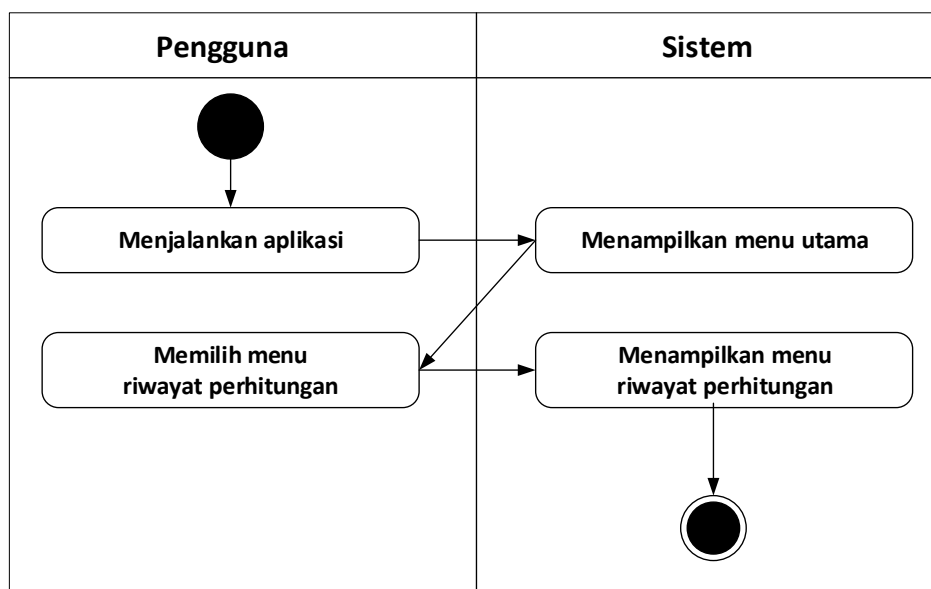 Pengguna
Sistem
Menjalankan aplikasi
Menampilkan menu utama
Memilih menu
riwayat perhitungan
Menampilkan menu
riwayat perhitungan